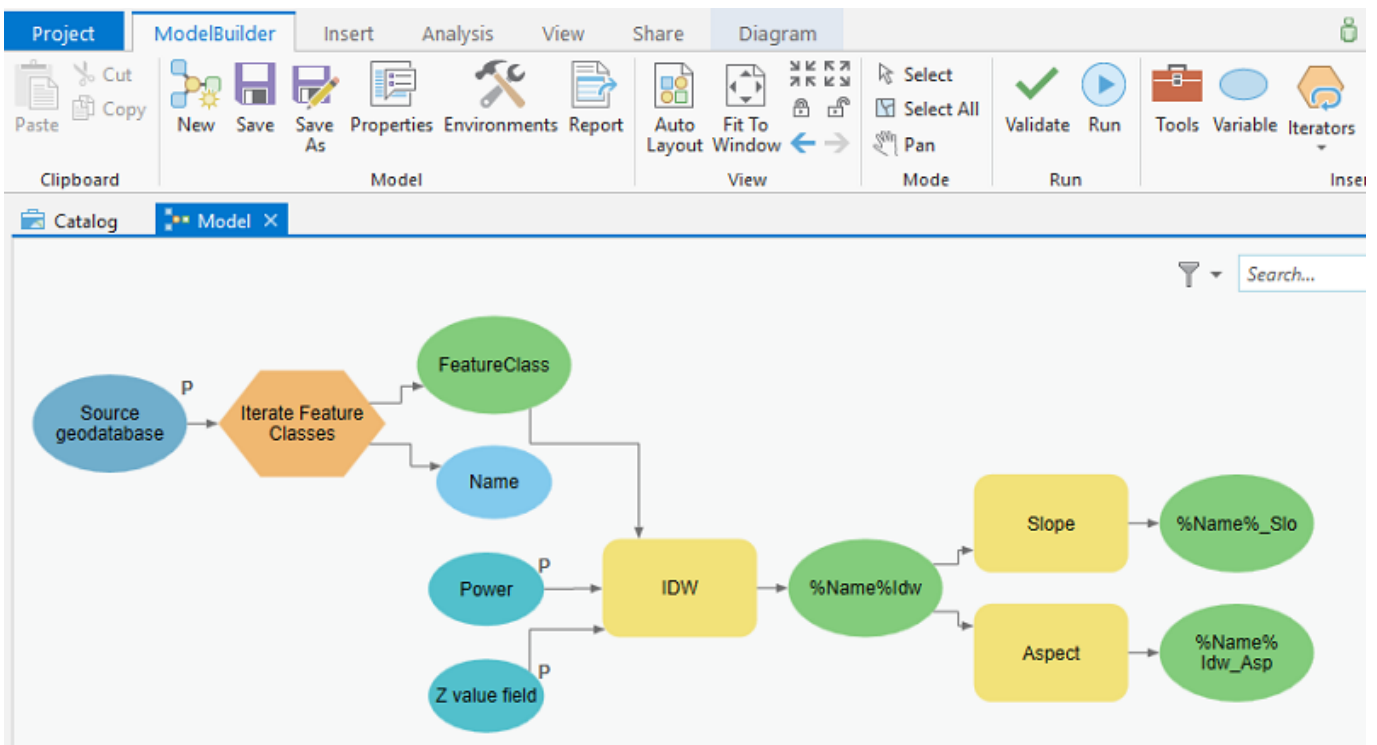 Project ModelBuilder Insert Analysis View Share Diagram
Cut
Copy
Paste
New
Save
Save
As
Properties
Environments
Report
Auto
Layout
Fit To
Window
Select
Select All
Pan
Validate
Run
Tools
Variable
Iterators
Clipboard Model View Mode Run Inser
Catalog Model
Search...
Source
geodatabase
P
Iterate Feature
Classes
FeatureClass
Name
Power
P
Z value field
P
IDW
%Name%Idw
Slope
%Name%_Slo
Aspect
%Name%
Idw_Asp